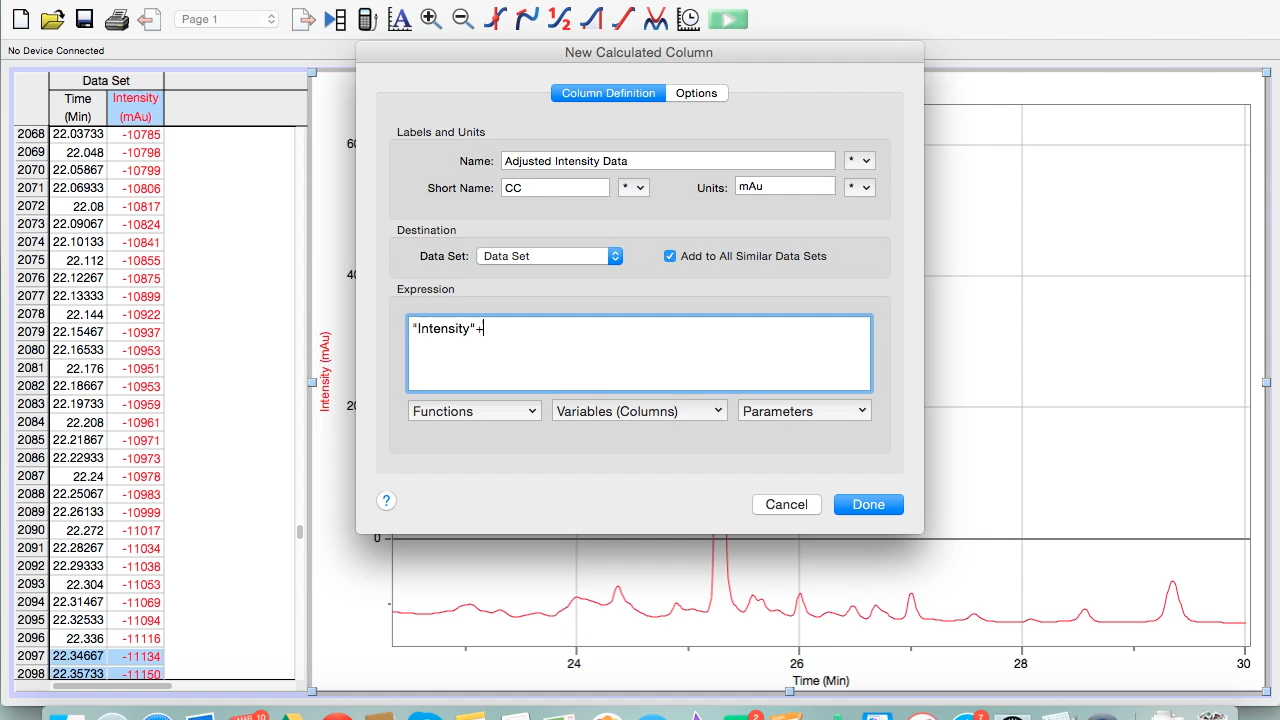 Page 1
No Device Connected
New Calculated Column
Column Definition
Options
Labels and Units
Name:
Adjusted Intensity Data
*
Short Name:
CC
*
Units:
mAu
*
Destination
Data Set:
Data Set
Add to All Similar Data Sets
Expression
"Intensity"+
Functions
Variables (Columns)
Parameters
?
Cancel
Done
Data Set
Time Intensity
(Min) (mAu)
2068 22.03733 -10785
2069 22.048 -10798
2070 22.05867 -10799
2071 22.06933 -10806
2072 22.08 -10817
2073 22.09067 -10824
2074 22.10133 -10841
2075 22.112 -10855
2076 22.12267 -10875
2077 22.13333 -10899
2078 22.144 -10922
2079 22.15467 -10937
2080 22.16533 -10953
2081 22.176 -10951
2082 22.18667 -10953
2083 22.19733 -10959
2084 22.208 -10961
2085 22.21867 -10971
2086 22.22933 -10973
2087 22.24 -10978
2088 22.25067 -10983
2089 22.26133 -10999
2090 22.272 -11017
2091 22.28267 -11034
2092 22.29333 -11038
2093 22.304 -11053
2094 22.31467 -11069
2095 22.32533 -11094
2096 22.336 -11116
2097 22.34667 -11134
2098 22.35733 -11150
Intensity (mAu)
0
24 26 28 30
Time (Min)
MAR 10
2
7